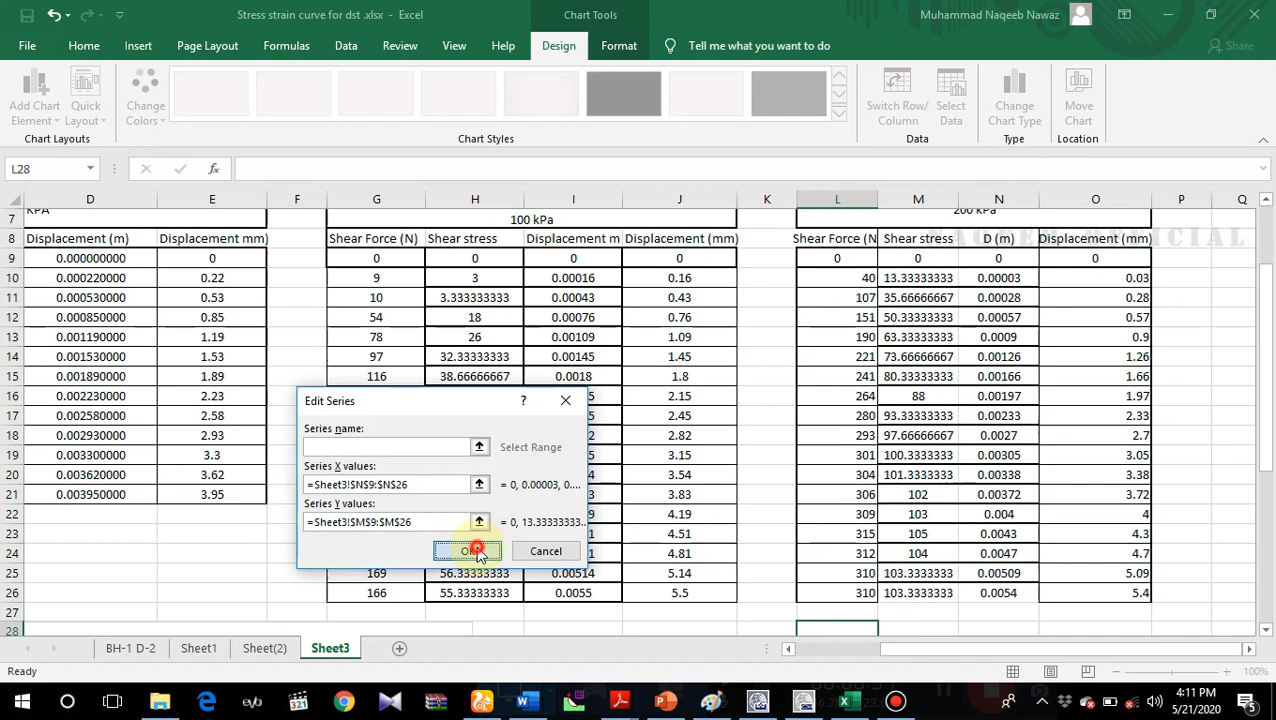 Stress strain curve for dst .xlsx - Excel
Chart Tools
Muhammad Naqeeb Nawaz
File Home Insert Page Layout Formulas Data Review View Help Design Format Tell me what you want to do Share
Add Chart Element
Quick Layout
Change Colors
Switch Row/ Column
Select Data
Change Chart Type
Move Chart
Chart Layouts Chart Styles Data Type Location
L28 fx
D E F G H I J K L M N O P Q
7 KPA 100 kPa 200 kPa
NAQEEB OFFICIAL
8 Displacement (m) Displacement mm) Shear Force (N) Shear stress Displacement m Displacement (mm) Shear Force (N Shear stress D (m) Displacement (mm)
9 0.000000000 0 0 0 0 0 0 0 0 0
10 0.000220000 0.22 9 3 0.00016 0.16 40 13.33333333 0.00003 0.03
11 0.000530000 0.53 10 3.333333333 0.00043 0.43 107 35.66666667 0.00028 0.28
12 0.000850000 0.85 54 18 0.00076 0.76 151 50.33333333 0.00057 0.57
13 0.001190000 1.19 78 26 0.00109 1.09 190 63.33333333 0.0009 0.9
14 0.001530000 1.53 97 32.33333333 0.00145 1.45 221 73.66666667 0.00126 1.26
15 0.001890000 1.89 116 38.66666667 0.0018 1.8 241 80.33333333 0.00166 1.66
16 0.002230000 2.23 5 2.15 264 88 0.00197 1.97
17 0.002580000 2.58 5 2.45 280 93.33333333 0.00233 2.33
18 0.002930000 2.93 2 2.82 293 97.66666667 0.0027 2.7
19 0.003300000 3.3 5 3.15 301 100.3333333 0.00305 3.05
20 0.003620000 3.62 4 3.54 304 101.3333333 0.00338 3.38
21 0.003950000 3.95 3 3.83 306 102 0.00372 3.72
22 9 4.19 309 103 0.004 4
23 1 4.51 315 105 0.0043 4.3
24 1 4.81 312 104 0.0047 4.7
25 169 56.33333333 0.00514 5.14 310 103.3333333 0.00509 5.09
26 166 55.33333333 0.0055 5.5 310 103.3333333 0.0054 5.4
27
28
Edit Series ?
Series name:
Select Range
Series X values:
=Sheet3!$N$9:$N$26 = 0, 0.00003, 0....
Series Y values:
=Sheet3!$M$9:$M$26 = 0, 13.33333333...
OK Cancel
BH-1 D-2 Sheet1 Sheet(2) Sheet3
Ready 100%
4:11 PM
5/21/2020
5